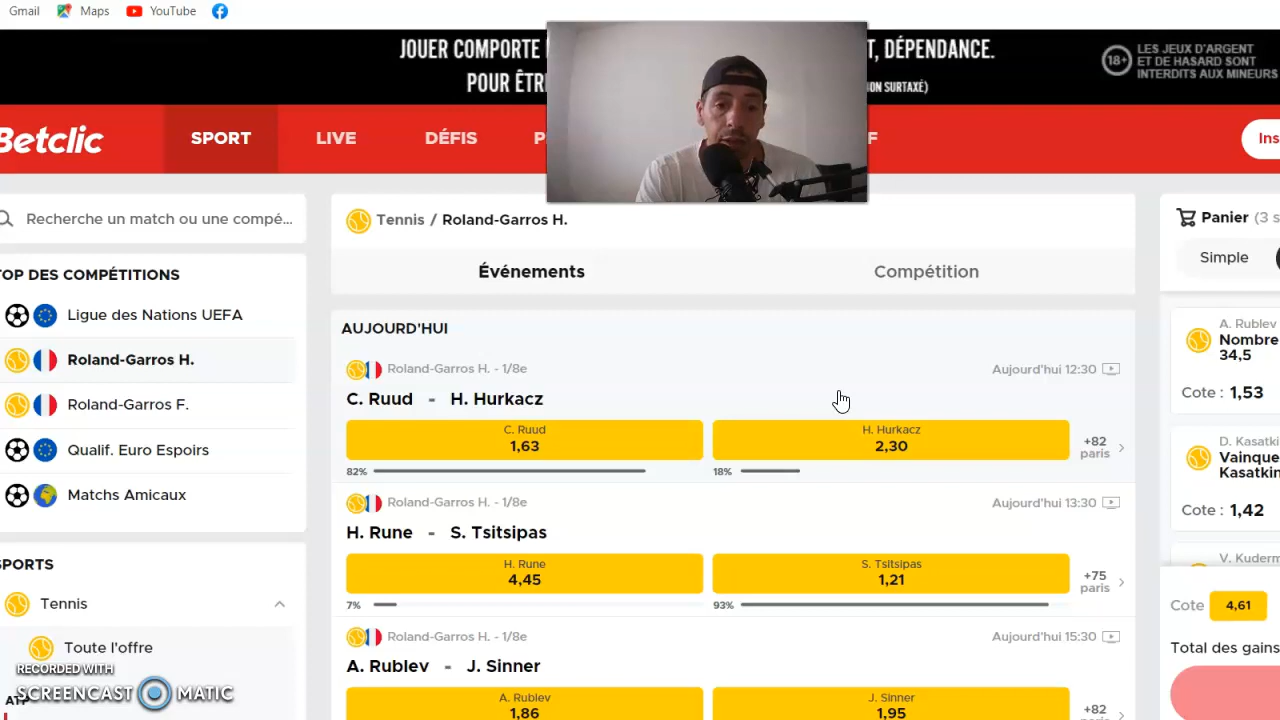 Gmail Maps YouTube
JOUER COMPORTE T, DÉPENDANCE.
POUR ÊTR ON SURTAXÉ)
18+ LES JEUX D'ARGENT
ET DE HASARD SONT
INTERDITS AUX MINEURS
Betclic SPORT LIVE DÉFIS P F Ins
Recherche un match ou une compé...
TOP DES COMPÉTITIONS
Ligue des Nations UEFA
Roland-Garros H.
Roland-Garros F.
Qualif. Euro Espoirs
Matchs Amicaux
SPORTS
Tennis
Toute l'offre
ATP
RECORDED WITH
SCREENCAST MATIC
Tennis / Roland-Garros H.
Événements Compétition
AUJOURD'HUI
Roland-Garros H. - 1/8e Aujourd'hui 12:30
C. Ruud - H. Hurkacz
C. Ruud H. Hurkacz
1,63 2,30
+82
paris
82% 18%
Roland-Garros H. - 1/8e Aujourd'hui 13:30
H. Rune - S. Tsitsipas
H. Rune S. Tsitsipas
4,45 1,21
+75
paris
7% 93%
Roland-Garros H. - 1/8e Aujourd'hui 15:30
A. Rublev - J. Sinner
A. Rublev J. Sinner
1,86 1,95
+82
Panier (3 s
Simple
A. Rublev
Nombre
34,5
Cote : 1,53
D. Kasatki
Vainque
Kasatkin
Cote : 1,42
V. Kuderm
Cote 4,61
Total des gains